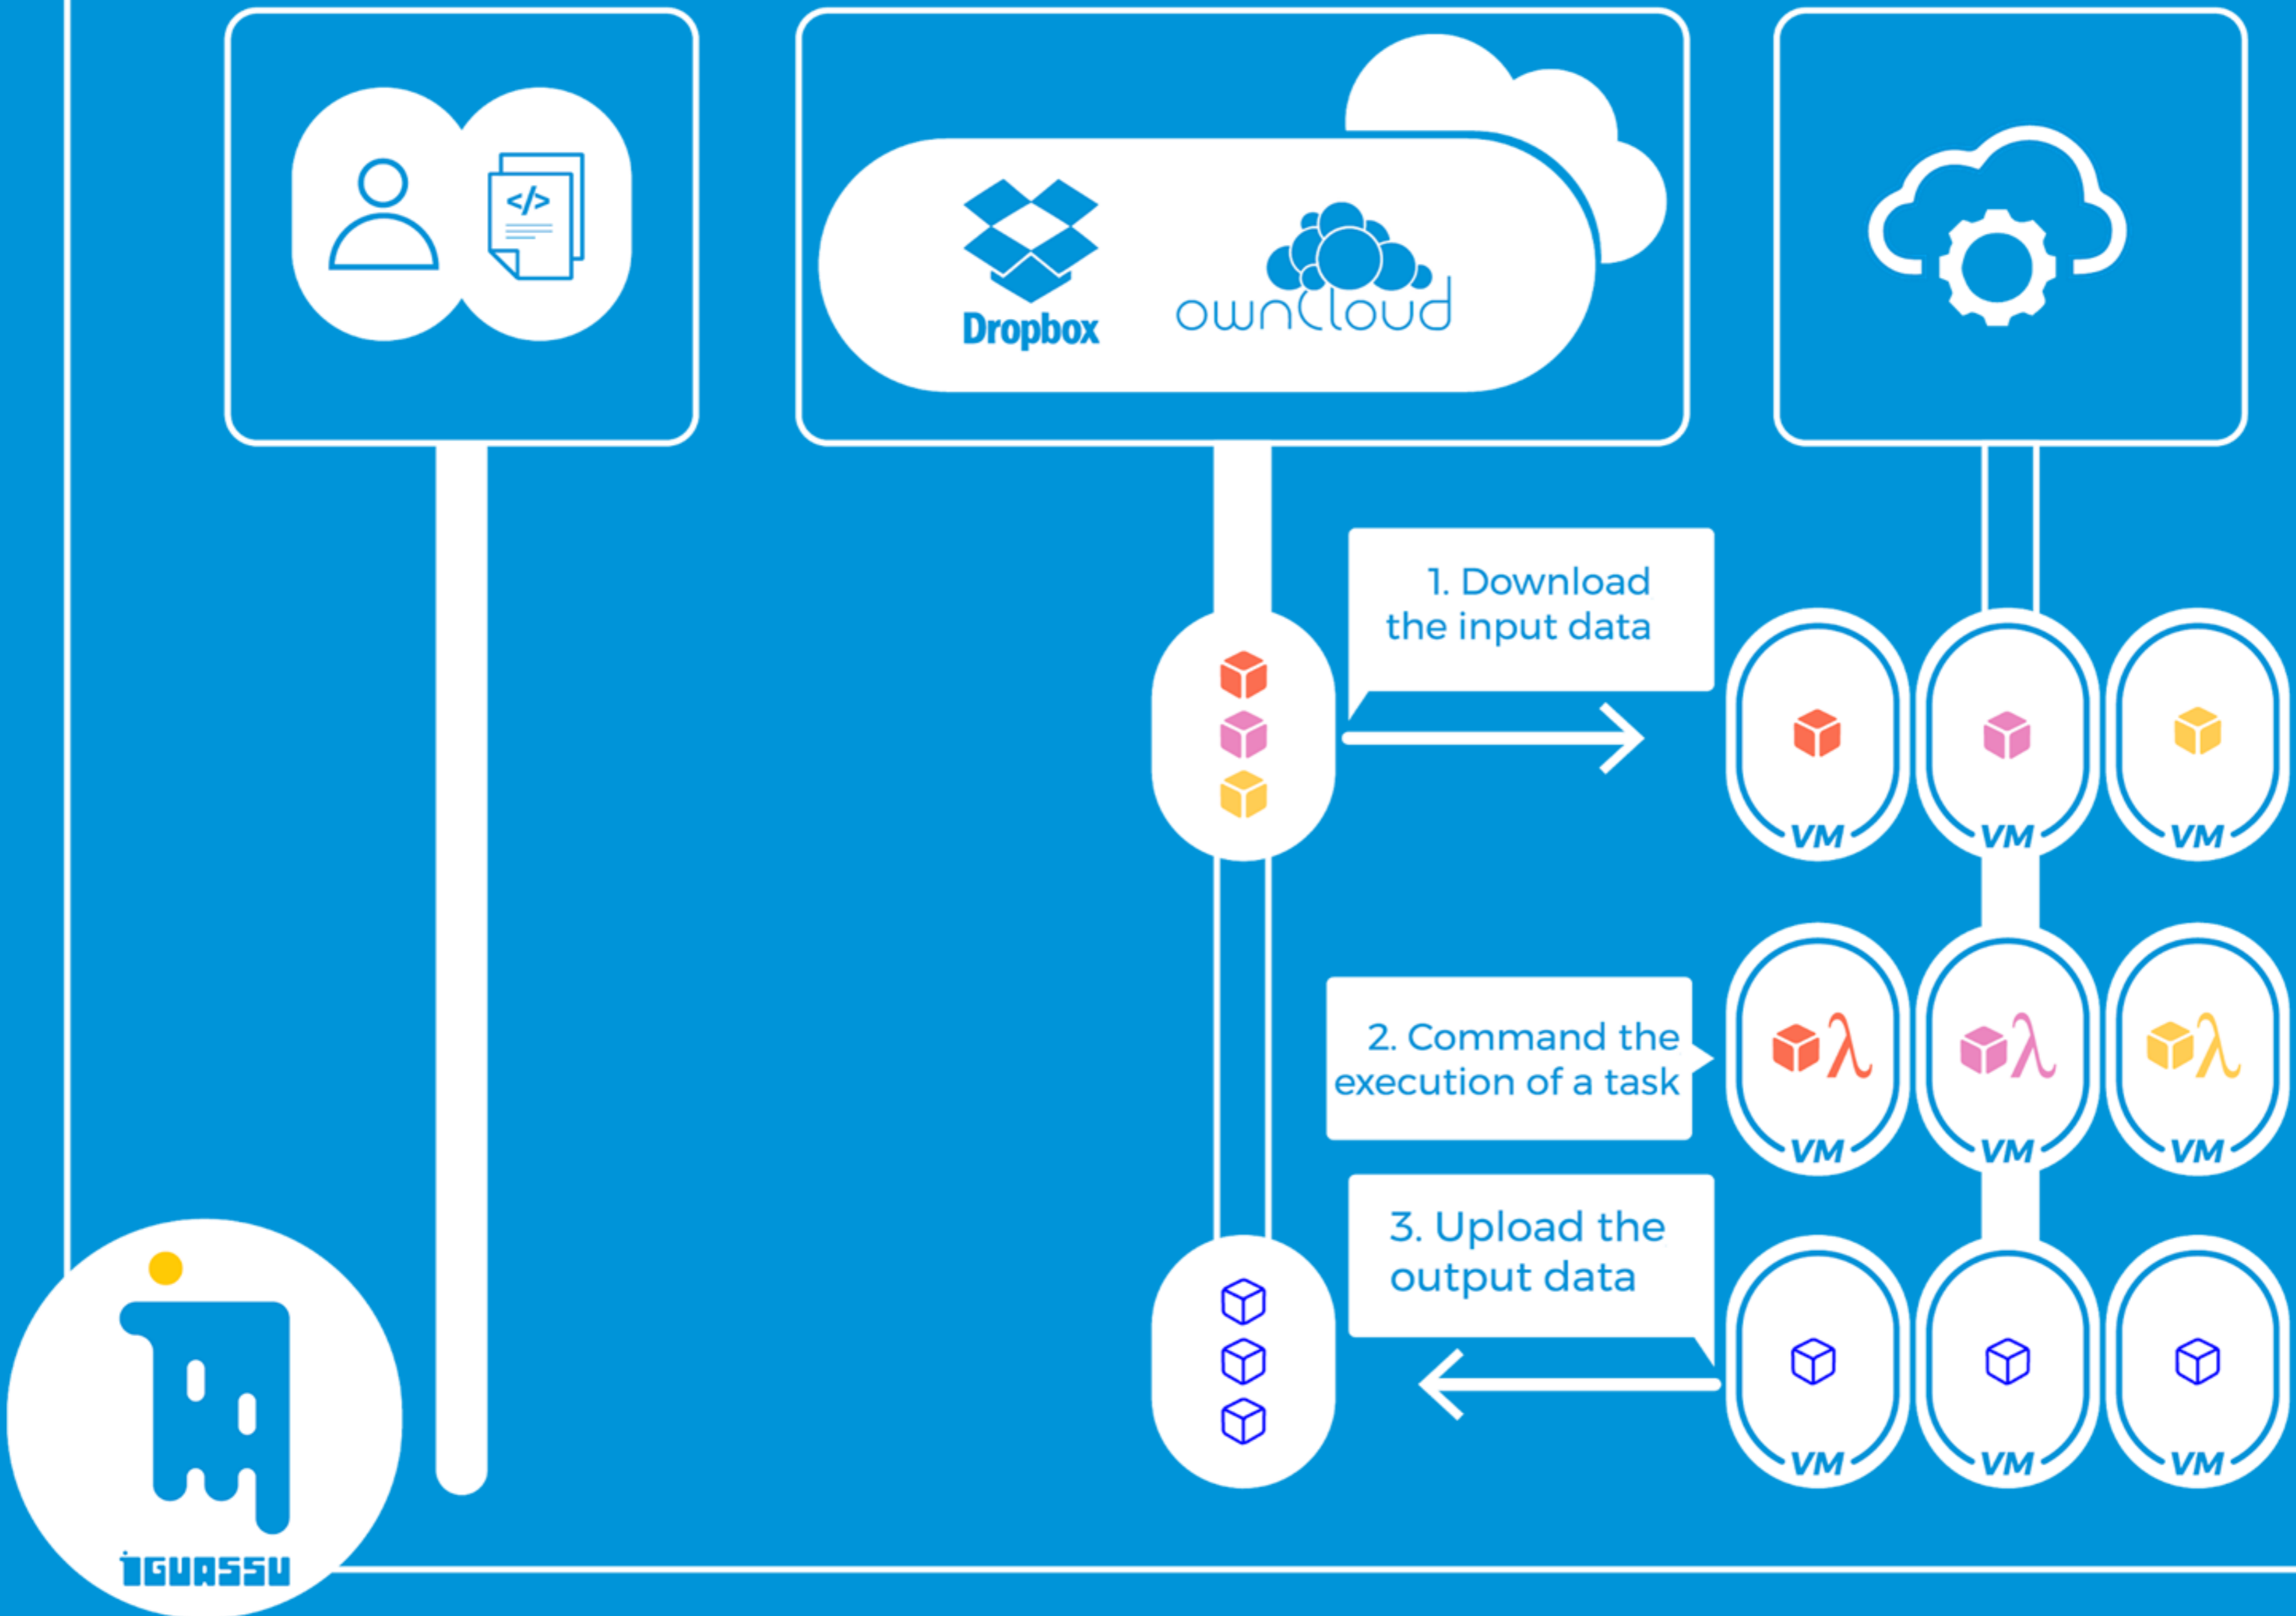 </>
Dropbox
ownCloud
1. Download
the input data
VM
VM
VM
2. Command the
execution of a task
λ
λ
λ
VM
VM
VM
3. Upload the
output data
VM
VM
VM
IGUASSU